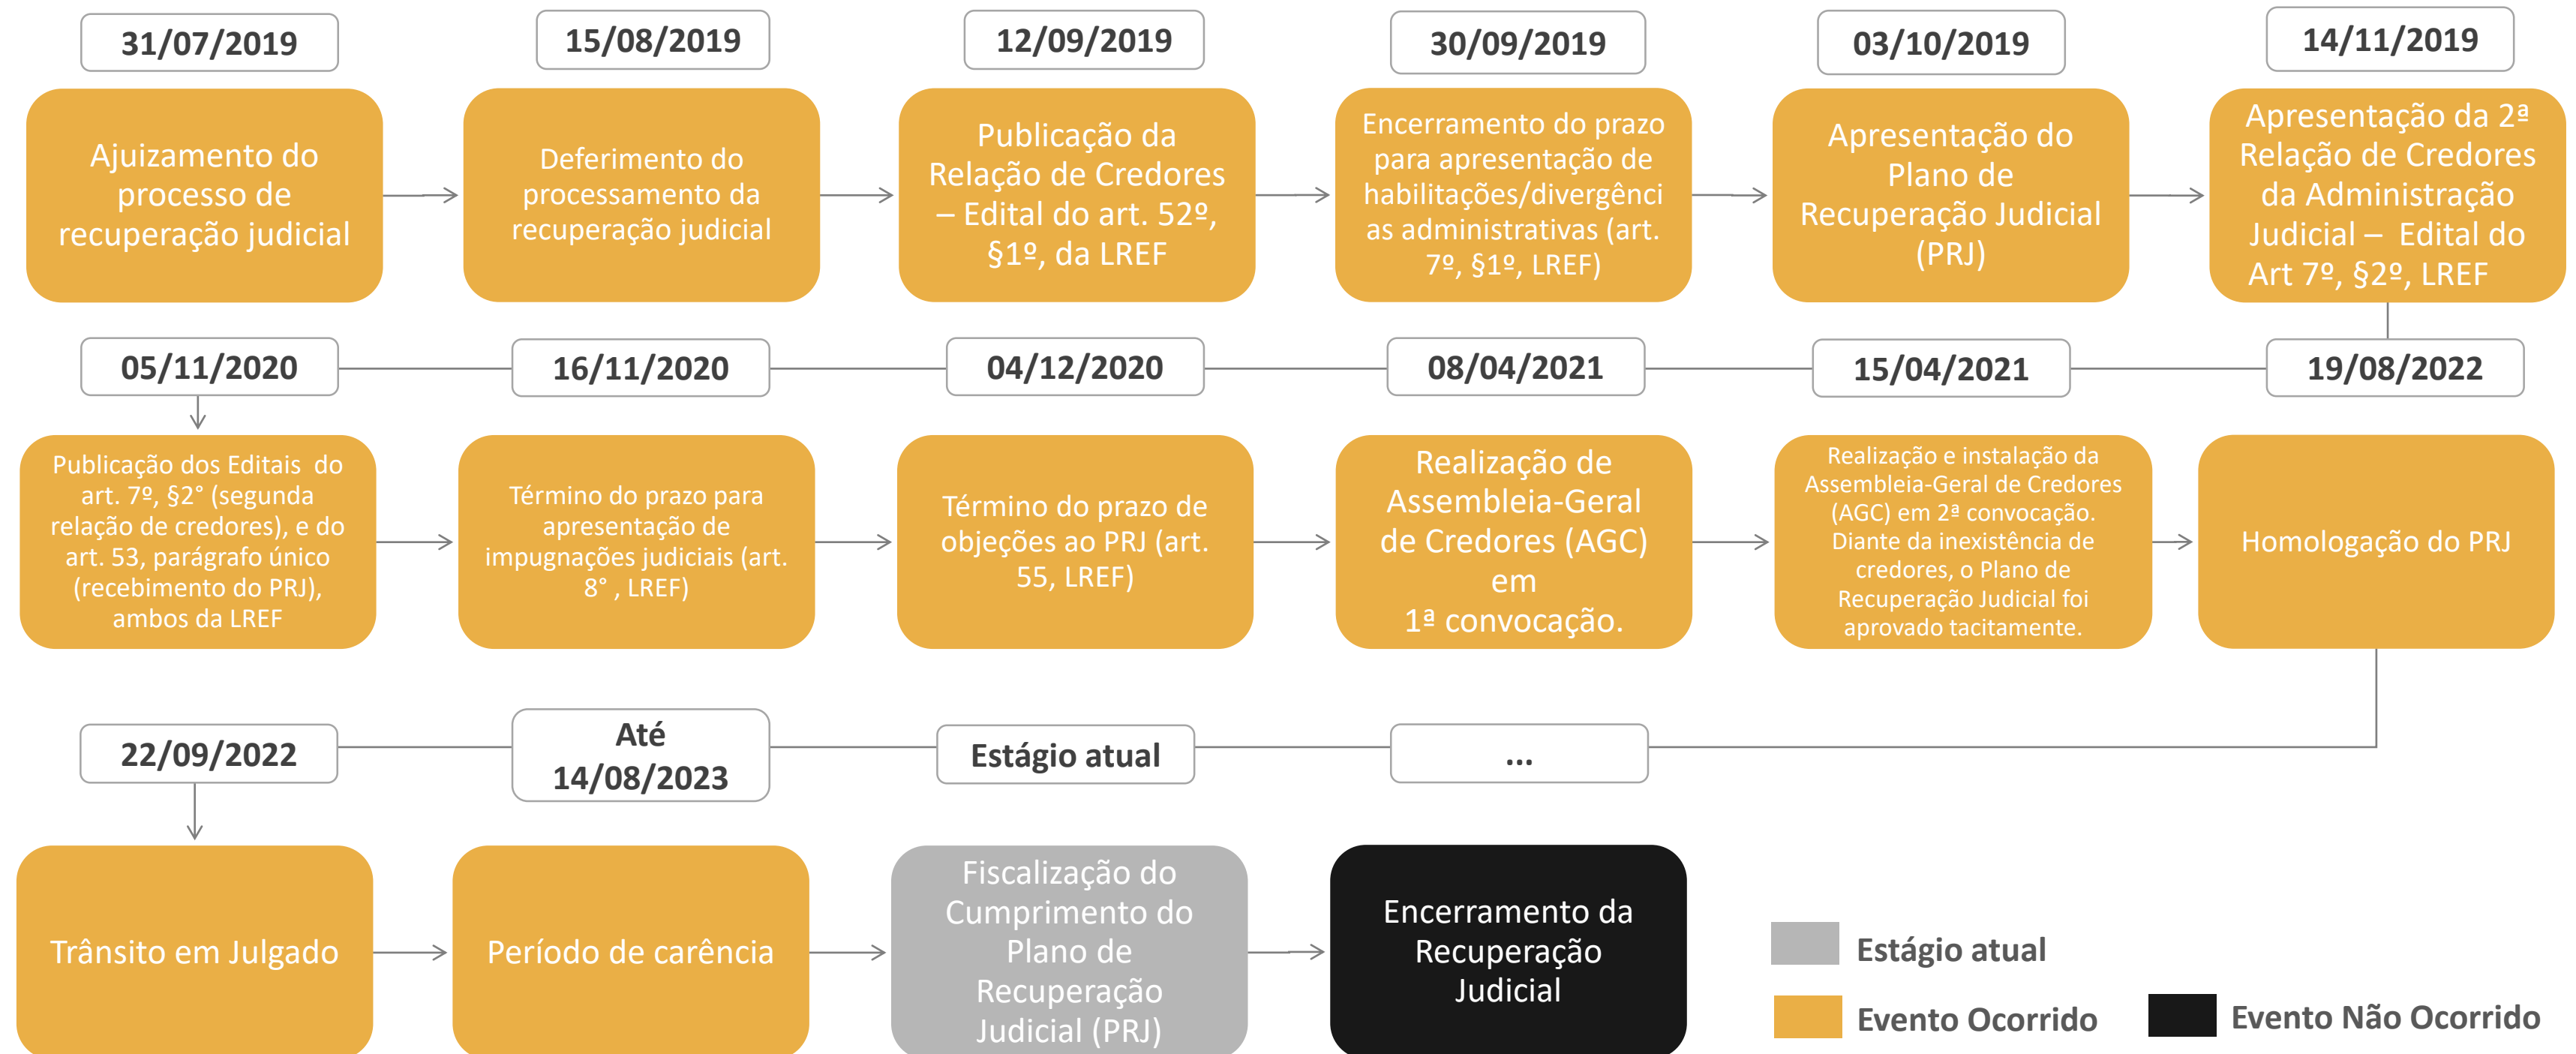 31/07/2019
15/08/2019
12/09/2019
30/09/2019
03/10/2019
14/11/2019
Ajuizamento do
processo de
recuperação judicial
Deferimento do
processamento da
recuperação judicial
Publicação da
Relação de Credores
– Edital do art. 52º,
§1º, da LREF
Encerramento do prazo
para apresentação de
habilitações/divergênci
as administrativas (art.
7º, §1º, LREF)
Apresentação do
Plano de
Recuperação Judicial
(PRJ)
Apresentação da 2ª
Relação de Credores
da Administração
Judicial – Edital do
Art 7º, §2º, LREF
05/11/2020
16/11/2020
04/12/2020
08/04/2021
15/04/2021
19/08/2022
Publicação dos Editais do
art. 7º, §2° (segunda
relação de credores), e do
art. 53, parágrafo único
(recebimento do PRJ),
ambos da LREF
Término do prazo para
apresentação de
impugnações judiciais (art.
8° , LREF)
Término do prazo de
objeções ao PRJ (art.
55, LREF)
Realização de
Assembleia-Geral
de Credores (AGC)
em
1ª convocação.
Realização e instalação da
Assembleia-Geral de Credores
(AGC) em 2ª convocação.
Diante da inexistência de
credores, o Plano de
Recuperação Judicial foi
aprovado tacitamente.
Homologação do PRJ
22/09/2022
Até
14/08/2023
Estágio atual
...
Trânsito em Julgado
Período de carência
Fiscalização do
Cumprimento do
Plano de
Recuperação
Judicial (PRJ)
Encerramento da
Recuperação
Judicial
Estágio atual
Evento Ocorrido
Evento Não Ocorrido